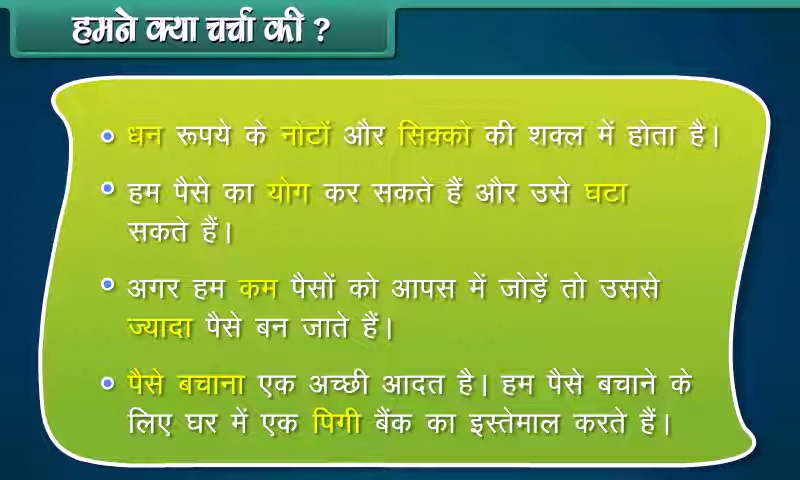 हमने क्या चर्चा की ?
धन रूपये के नोटों और सिक्को की शक्ल में होता है।
हम पैसे का योग कर सकते हैं और उसे घटा
सकते हैं।
अगर हम कम पैसों को आपस में जोड़ें तो उससे
ज्यादा पैसे बन जाते हैं।
पैसे बचाना एक अच्छी आदत है। हम पैसे बचाने के
लिए घर में एक पिगी बैंक का इस्तेमाल करते हैं।